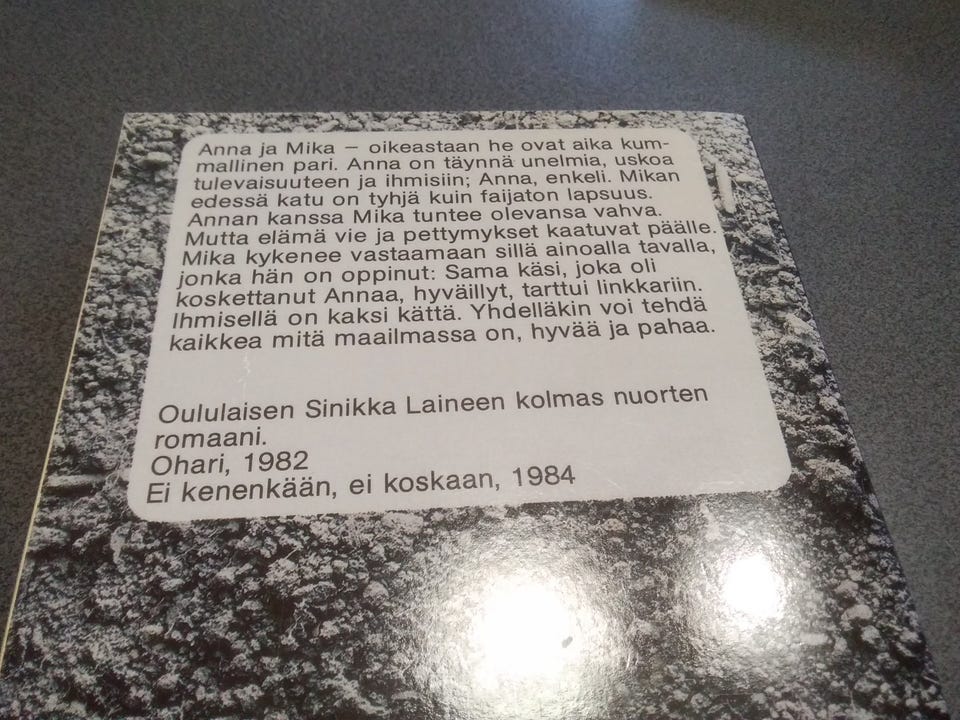 Anna ja Mika – oikeastaan he ovat aika kum-
mallinen pari. Anna on täynnä unelmia, uskoa
tulevaisuuteen ja ihmisiin; Anna, enkeli. Mikan
edessä katu on tyhjä kuin faijaton lapsuus.
Annan kanssa Mika tuntee olevansa vahva.
Mutta elämä vie ja pettymykset kaatuvat päälle.
Mika kykenee vastaamaan sillä ainoalla tavalla,
jonka hän on oppinut: Sama käsi, joka oli
koskettanut Annaa, hyväillyt, tarttui linkkariin.
Ihmisellä on kaksi kättä. Yhdelläkin voi tehdä
kaikkea mitä maailmassa on, hyvää ja pahaa.
Oululaisen Sinikka Laineen kolmas nuorten
romaani.
Ohari, 1982
Ei kenenkään, ei koskaan, 1984